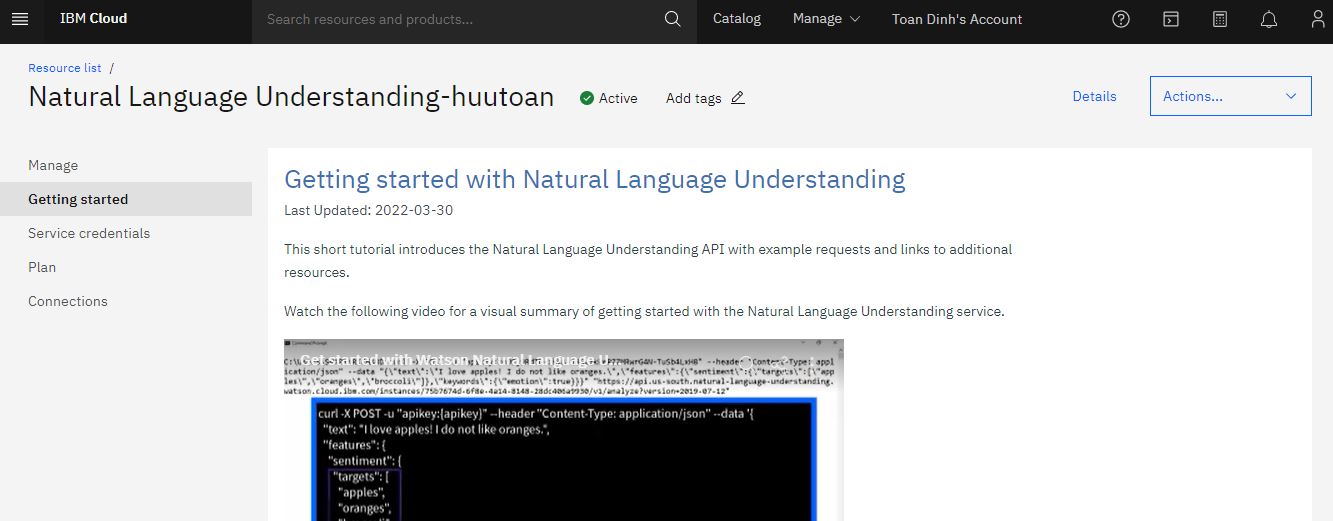 IBM Cloud
Search resources and products...
Catalog
Manage
Toan Dinh's Account
Resource list /
Natural Language Understanding-huutoan
Active
Add tags
Details
Actions...
Manage
Getting started
Service credentials
Plan
Connections
Getting started with Natural Language Understanding
Last Updated: 2022-03-30
This short tutorial introduces the Natural Language Understanding API with example requests and links to additional
resources.
Watch the following video for a visual summary of getting started with the Natural Language Understanding service.
Command Prompt
Get started with Watson Natural Language U
--header "Content-Type: appl
ication/json" --data "{\"text\":\"I love apples! I do not like oranges.\",\"features\":{\"sentiment\":{\"targets\":[\"app
les\",\"oranges\",\"broccoli\"]},\"keywords\":{\"emotion\":true}}}" "https://api.us-south.natural-language-understanding.
watson.cloud.ibm.com/instances/
/v1/analyze?version=2019-07-12"
curl -X POST -u "apikey:{apikey}" --header "Content-Type: application/json" --data '{
"text": "I love apples! I do not like oranges.",
"features": {
"sentiment": {
"targets": [
"apples",
"oranges",